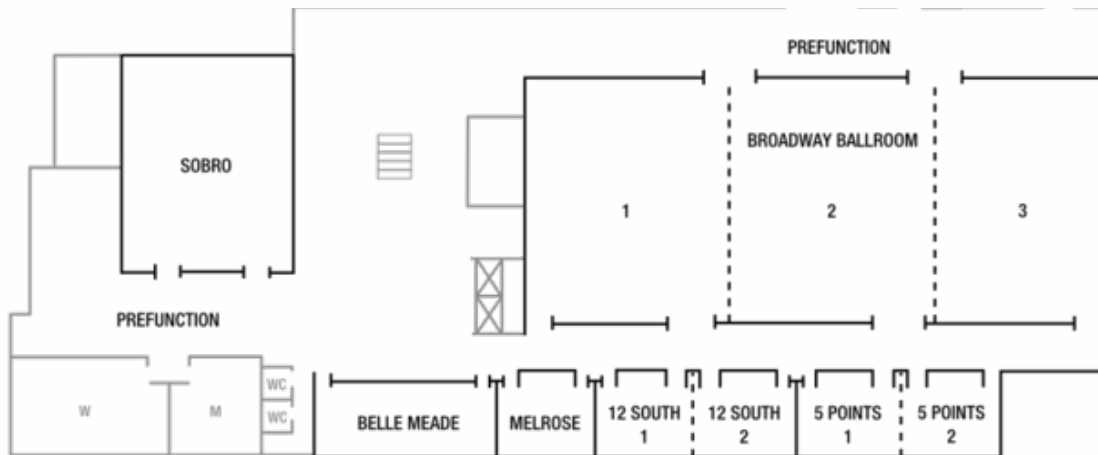 PREFUNCTION
SOBRO
BROADWAY BALLROOM
1
2
3
PREFUNCTION
W
M
WC
WC
BELLE MEADE
MELROSE
12 SOUTH
1
12 SOUTH
2
5 POINTS
1
5 POINTS
2